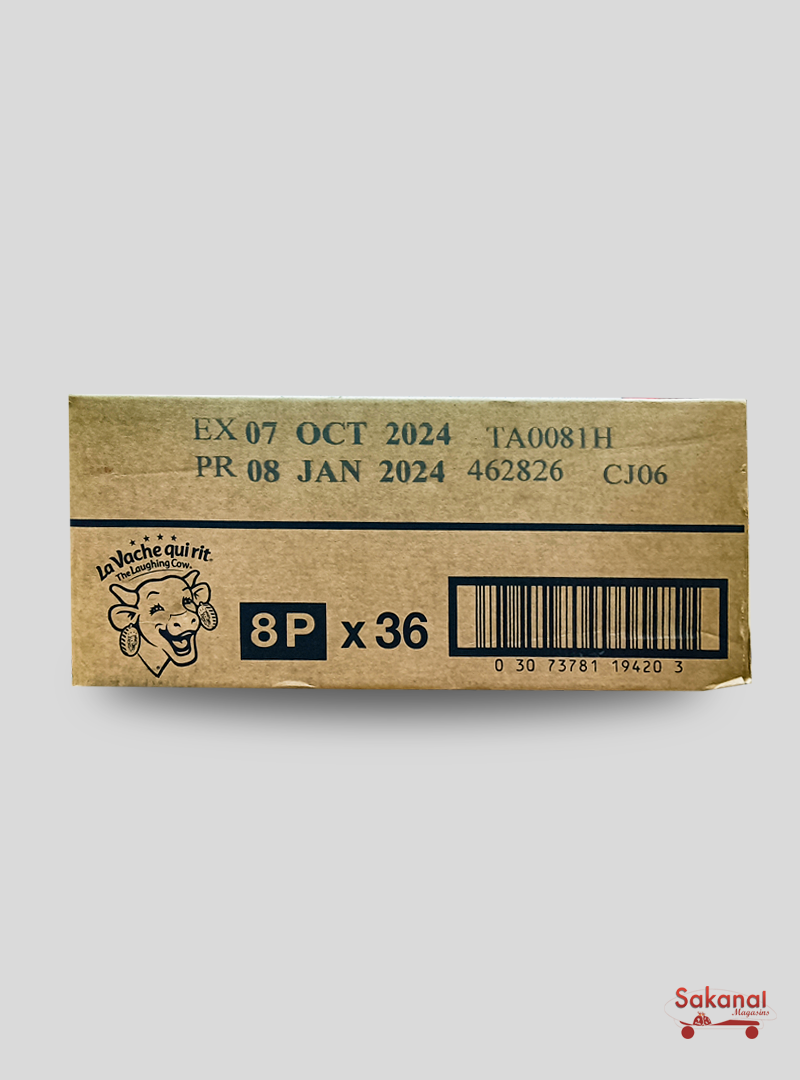 EX 07 OCT 2024 TA0081H
PR 08 JAN 2024 462826 CJ06
La Vache qui rit
The Laughing Cow
8P x 36
0 30 73781 19420 3
Sakanal
Magasins